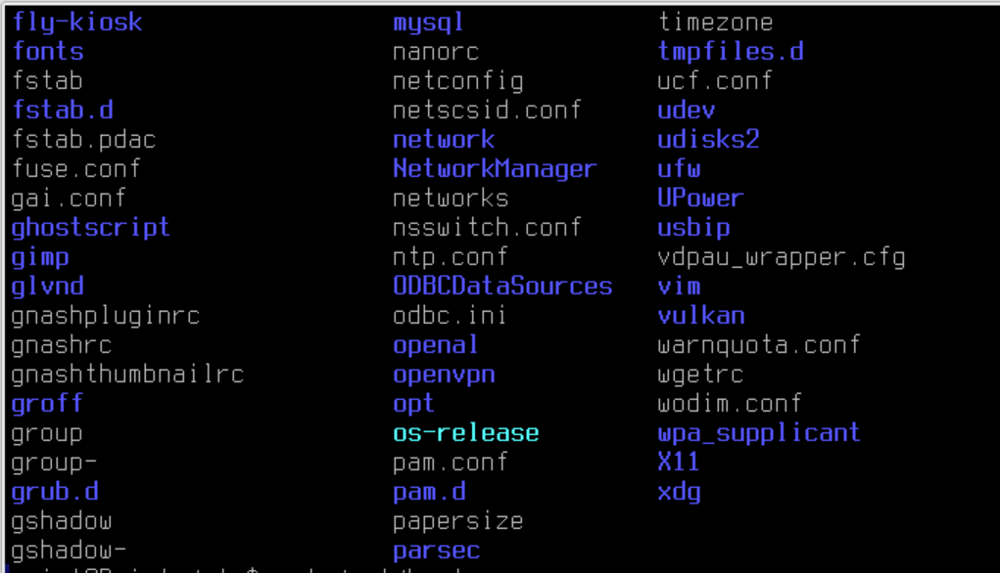 fly-kiosk mysql timezone
fonts nanorc tmpfiles.d
fstab netconfig ucf.conf
fstab.d netscsid.conf udev
fstab.pdac network udisks2
fuse.conf NetworkManager ufw
gai.conf networks UPower
ghostscript nsswitch.conf usbip
gimp ntp.conf vdpau_wrapper.cfg
glvnd ODBCDataSources vim
gnashpluginrc odbc.ini vulkan
gnashrc openal warnquota.conf
gnashthumbnailrc openvpn wgetrc
groff opt wodim.conf
group os-release wpa_supplicant
group- pam.conf X11
grub.d pam.d xdg
gshadow papersize
gshadow- parsec